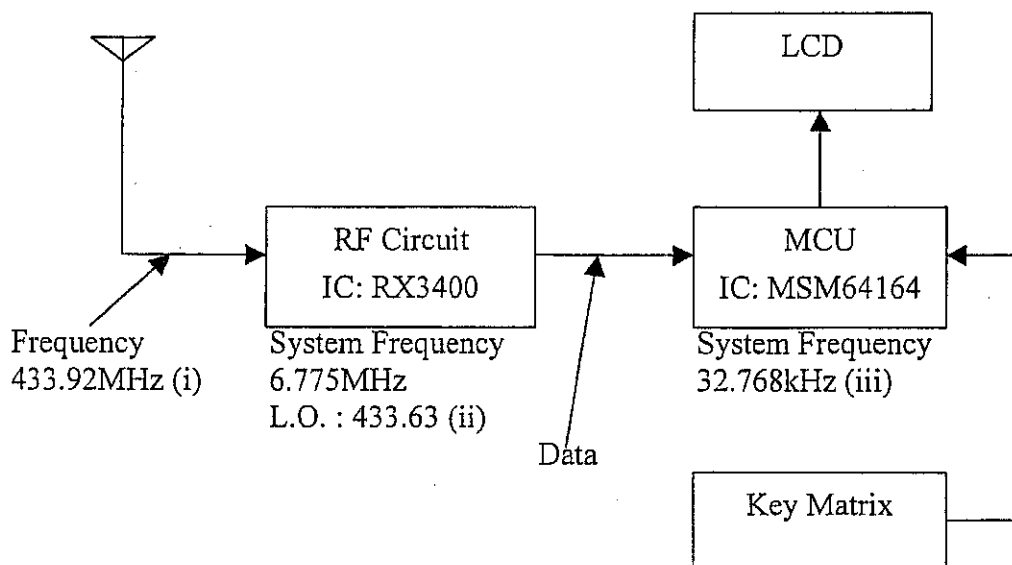 LCD
RF Circuit
IC: RX3400
MCU
IC: MSM64164
Frequency
433.92MHz (i)
System Frequency
6.775MHz
L.O. : 433.63 (ii)
System Frequency
32.768kHz (iii)
Data
Key Matrix